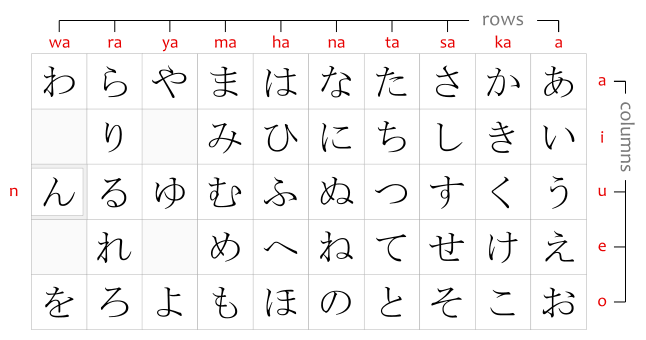 rows
wa ra ya ma ha na ta sa ka a
わ ら や ま は な た さ か あ a
り み ひ に ち し き い i
n ん る ゆ む ふ ぬ つ す く う u
れ め へ ね て せ け え e
を ろ よ も ほ の と そ こ お o
columns